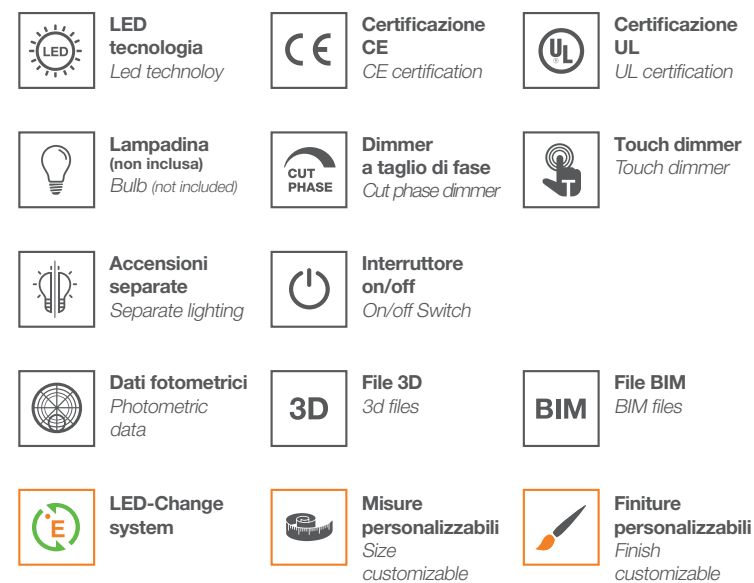 LED
LED
tecnologia
Led technoloy
CE
Certificazione
CE
CE certification
UL
®
Certificazione
UL
UL certification
Lampadina
(non inclusa)
Bulb (not included)
CUT
PHASE
Dimmer
a taglio di fase
Cut phase dimmer
T
Touch dimmer
Touch dimmer
Accensioni
separate
Separate lighting
Interruttore
on/off
On/off Switch
Dati fotometrici
Photometric
data
3D
File 3D
3d files
BIM
File BIM
BIM files
E
LED-Change
system
Misure
personalizzabili
Size
customizable
Finiture
personalizzabili
Finish
customizable